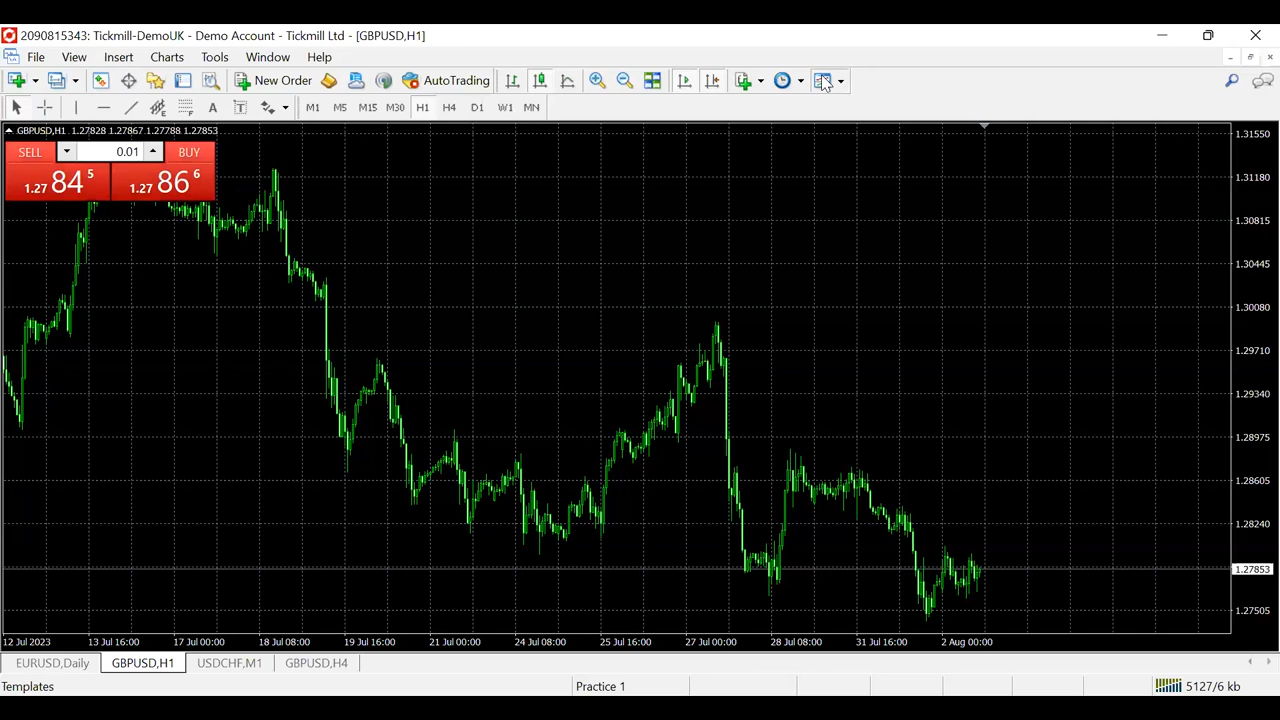 2090815343: Tickmill-DemoUK - Demo Account - Tickmill Ltd - [GBPUSD,H1]
File View Insert Charts Tools Window Help
New Order AutoTrading
A T M1 M5 M15 M30 H1 H4 D1 W1 MN
GBPUSD,H1 1.27828 1.27867 1.27788 1.27853
SELL 0.01 BUY
1.27 84 5 1.27 86 6
1.31550
1.31180
1.30815
1.30445
1.30080
1.29710
1.29340
1.28975
1.28605
1.28240
1.27853
1.27505
12 Jul 2023 13 Jul 16:00 17 Jul 00:00 18 Jul 08:00 19 Jul 16:00 21 Jul 00:00 24 Jul 08:00 25 Jul 16:00 27 Jul 00:00 28 Jul 08:00 31 Jul 16:00 2 Aug 00:00
EURUSD,Daily GBPUSD,H1 USDCHF,M1 GBPUSD,H4
Templates Practice 1 5127/6 kb